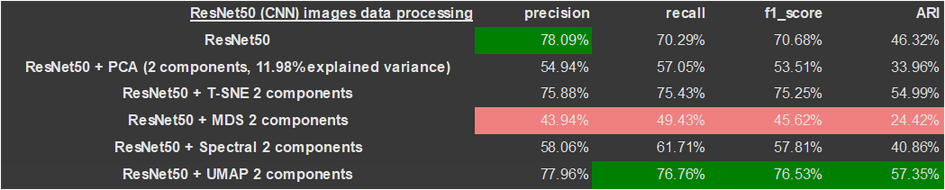 ResNet50 (CNN) images data processing precision recall f1_score ARI
ResNet50 78.09% 70.29% 70.68% 46.32%
ResNet50 + PCA (2 components, 11.98%explained variance) 54.94% 57.05% 53.51% 33.96%
ResNet50 + T-SNE 2 components 75.88% 75.43% 75.25% 54.99%
ResNet50 + MDS 2 components 43.94% 49.43% 45.62% 24.42%
ResNet50 + Spectral 2 components 58.06% 61.71% 57.81% 40.86%
ResNet50 + UMAP 2 components 77.96% 76.76% 76.53% 57.35%